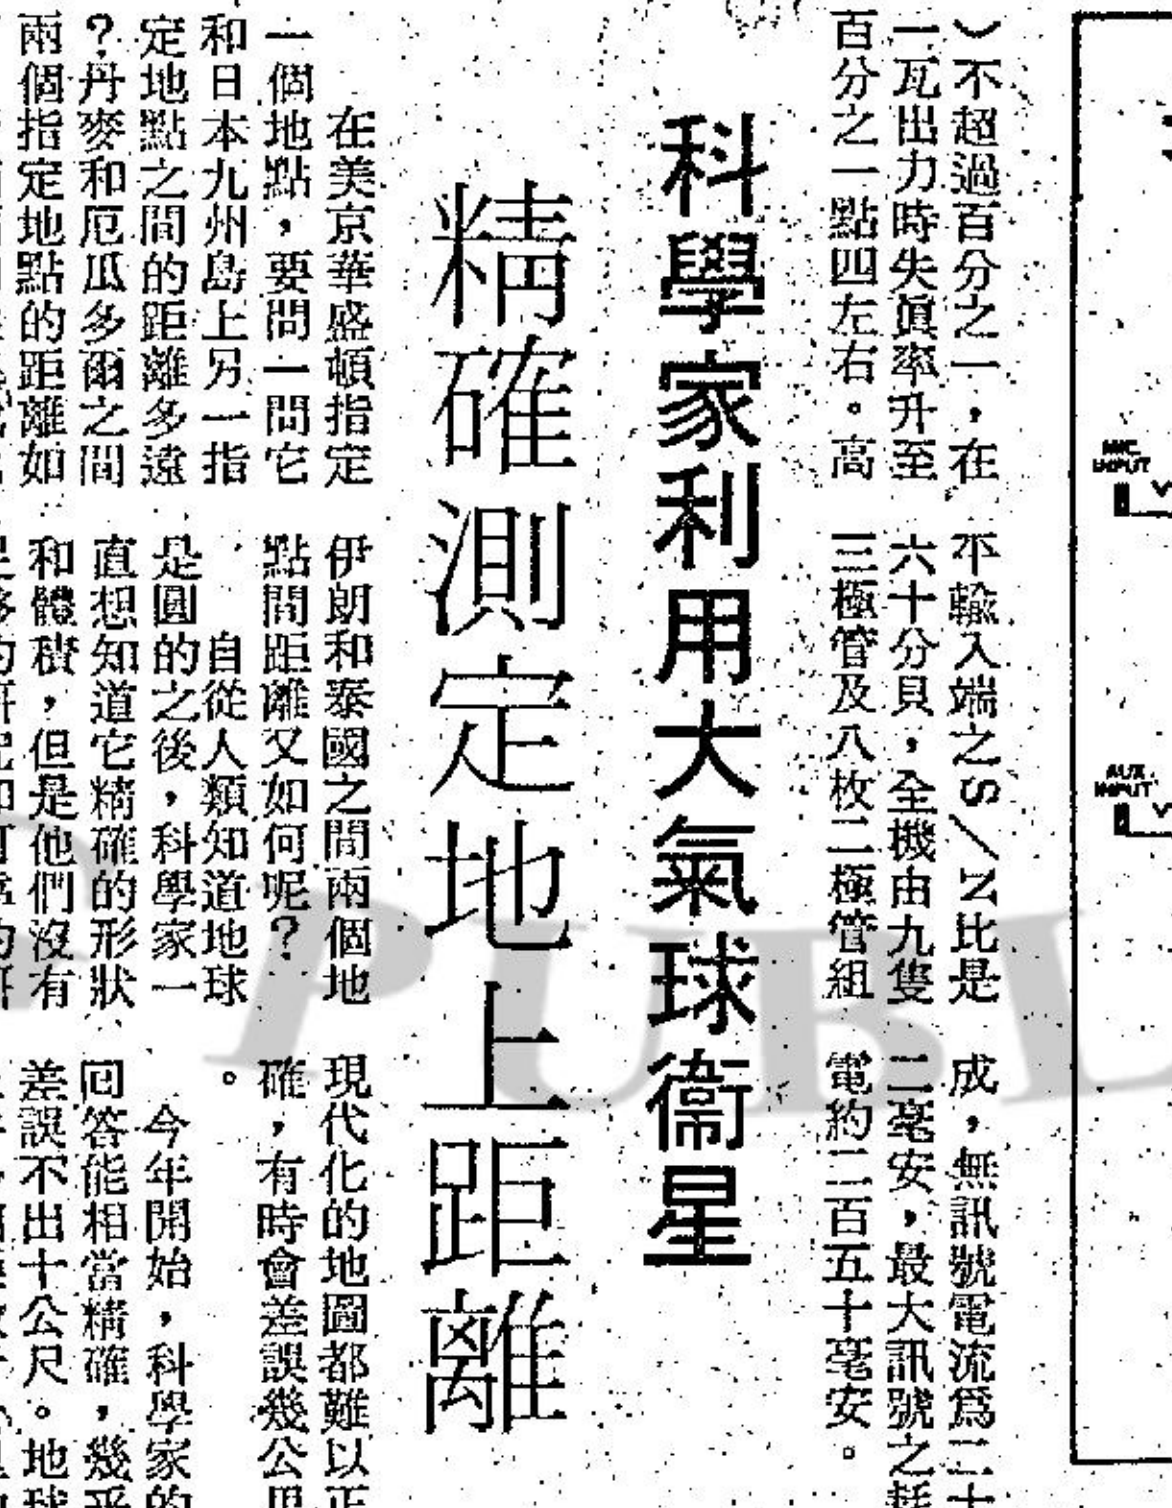 ）不超過百分之一，在
一瓦出力時失眞率升至
百分之一點四左右。高
平輸入端之S／N比是
六十分貝，全機由九隻
三極管及八枚二極管組
成，無訊號電流爲二十
二毫安，最大訊號之耗
電約二百五十毫安。
MIC.
INPUT
AUX.
INPUT
科學家利用大氣球衞星
精確測定地上距離
在美京華盛頓指定
一個地點，要問一問它
和日本九州島上另一指
定地點之間的距離多遠
？丹麥和厄瓜多爾之間
兩個指定地點的距離如
伊朗和泰國之間兩個地
點間距離又如何呢？
自從人類知道地球
是圓的之後，科學家一
直想知道它精確的形狀
和體積，但是他們沒有
現代化的地圖都難以正
確，有時會差誤幾公里
。
今年開始，科學家的
回答能相當精確，幾乎
差誤不出十公尺。地球
PUBL